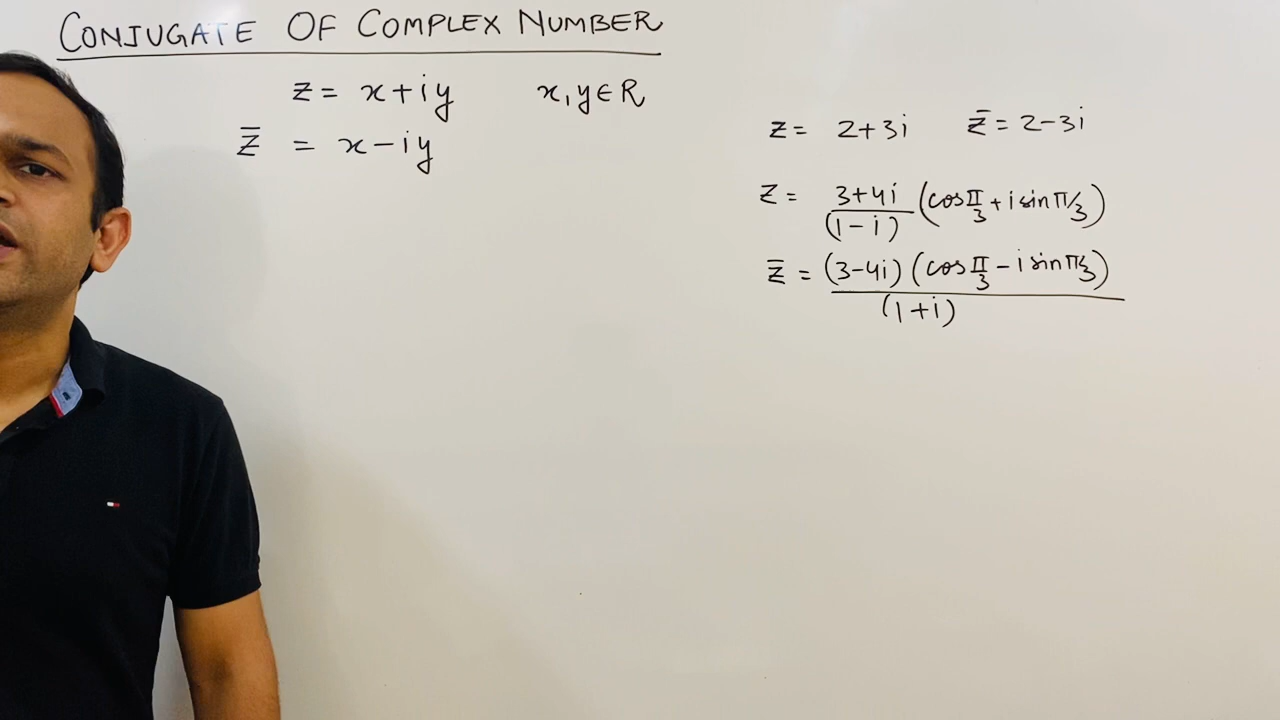 CONJUGATE OF COMPLEX NUMBER
z = x+iy x,y∈R
z̄ = x-iy
z = 2+3i z̄ = 2-3i
z = (3+4i)/(1-i) (cos π/3 + i sin π/3)
z̄ = (3-4i)(cos π/3 - i sin π/3)/(1+i)